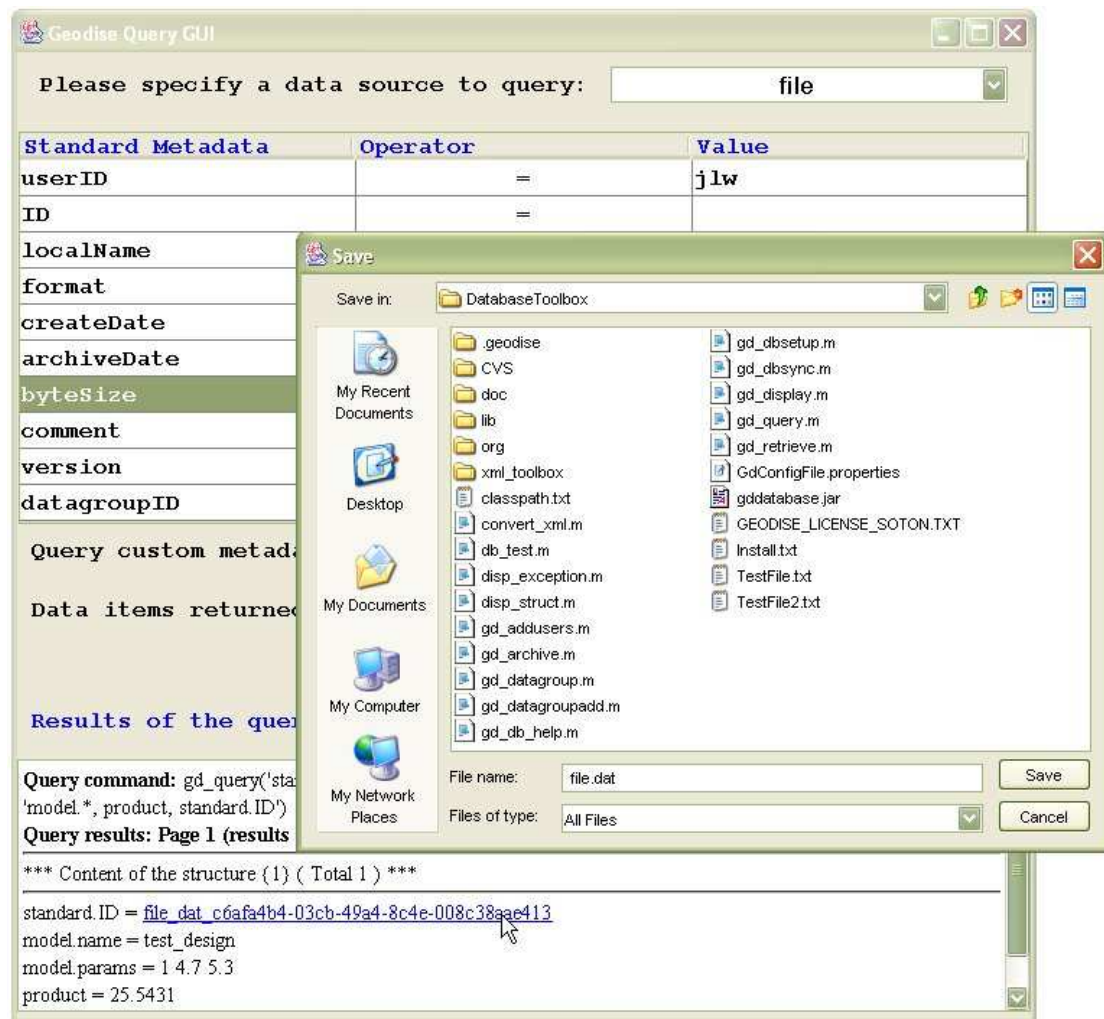 Geodise Query GUI
Please specify a data source to query: file
Standard Metadata Operator Value
userID = jlw
ID =
localName
format
createDate
archiveDate
byteSize
comment
version
datagroupID
Query custom metada
Data items returned
Results of the quer
Save
Save in: DatabaseToolbox
My Recent Documents
Desktop
My Documents
My Computer
My Network Places
.geodise
CVS
doc
lib
org
xml_toolbox
classpath.txt
convert_xml.m
db_test.m
disp_exception.m
disp_struct.m
gd_addusers.m
gd_archive.m
gd_datagroup.m
gd_datagroupadd.m
gd_db_help.m
gd_dbsetup.m
gd_dbsync.m
gd_display.m
gd_query.m
gd_retrieve.m
GdConfigFile.properties
gddatabase.jar
GEODISE_LICENSE_SOTON.TXT
Install.txt
TestFile.txt
TestFile2.txt
File name: file.dat Save
Files of type: All Files Cancel
Query command: gd_query('sta
'model.*, product, standard.ID')
Query results: Page 1 (results
*** Content of the structure {1} ( Total 1 ) ***
standard.ID = file_dat_c6afa4b4-03cb-49a4-8c4e-008c38aae413
model.name = test_design
model.params = 1 4.7 5.3
product = 25.5431